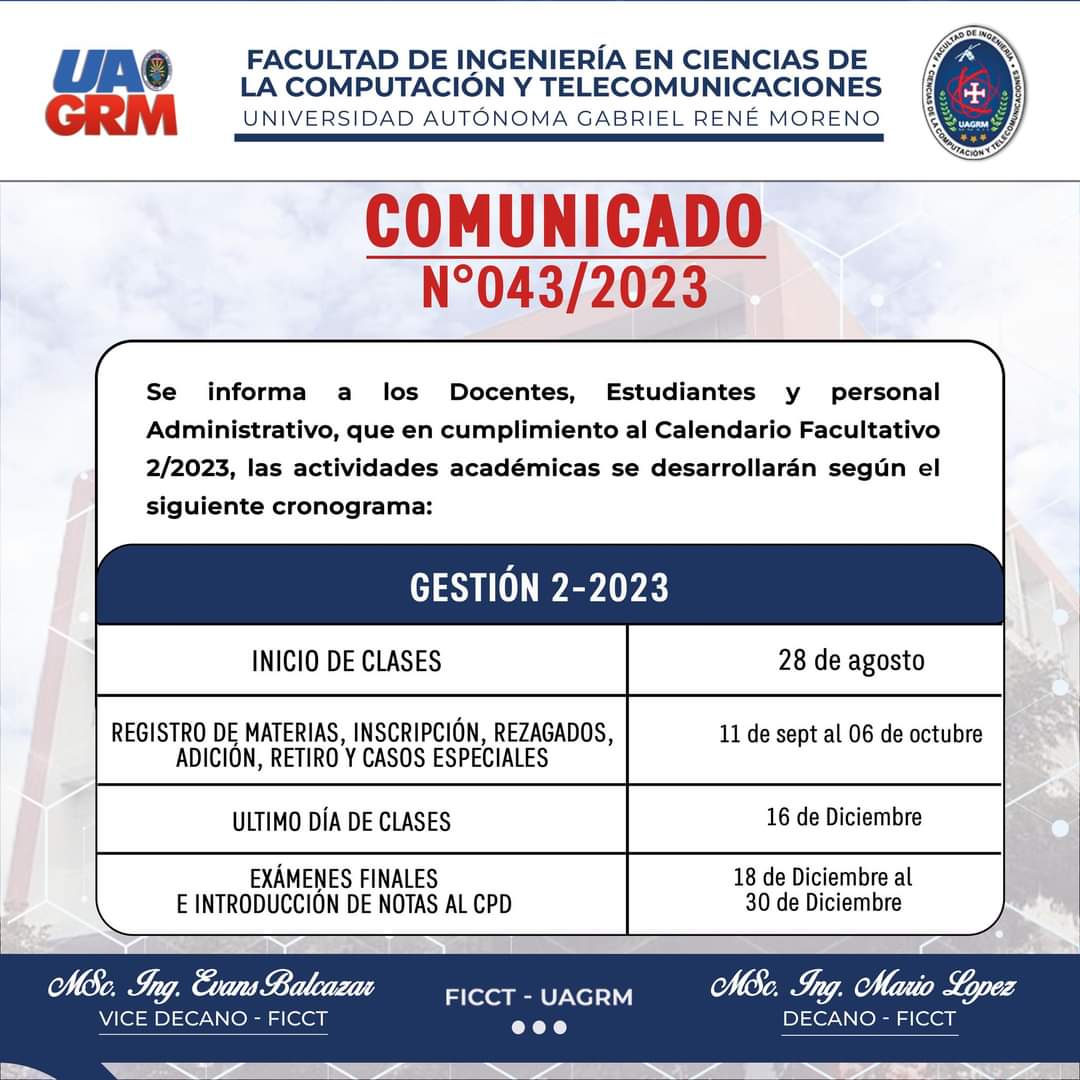 UAGRM
FACULTAD DE INGENIERÍA EN CIENCIAS DE
LA COMPUTACIÓN Y TELECOMUNICACIONES
UNIVERSIDAD AUTÓNOMA GABRIEL RENÉ MORENO
FACULTAD DE INGENIERÍA
CIENCIAS DE LA COMPUTACIÓN Y TELECOMUNICACIONES
UAGRM
COMUNICADO
N°043/2023
Se informa a los Docentes, Estudiantes y personal
Administrativo, que en cumplimiento al Calendario Facultativo
2/2023, las actividades académicas se desarrollarán según el
siguiente cronograma:
GESTIÓN 2-2023
INICIO DE CLASES
28 de agosto
REGISTRO DE MATERIAS, INSCRIPCIÓN, REZAGADOS,
ADICIÓN, RETIRO Y CASOS ESPECIALES
11 de sept al 06 de octubre
ULTIMO DÍA DE CLASES
16 de Diciembre
EXÁMENES FINALES
E INTRODUCCIÓN DE NOTAS AL CPD
18 de Diciembre al
30 de Diciembre
MSc. Ing. Evans Balcazar
VICE DECANO - FICCT
FICCT - UAGRM
MSc. Ing. Mario Lopez
DECANO - FICCT